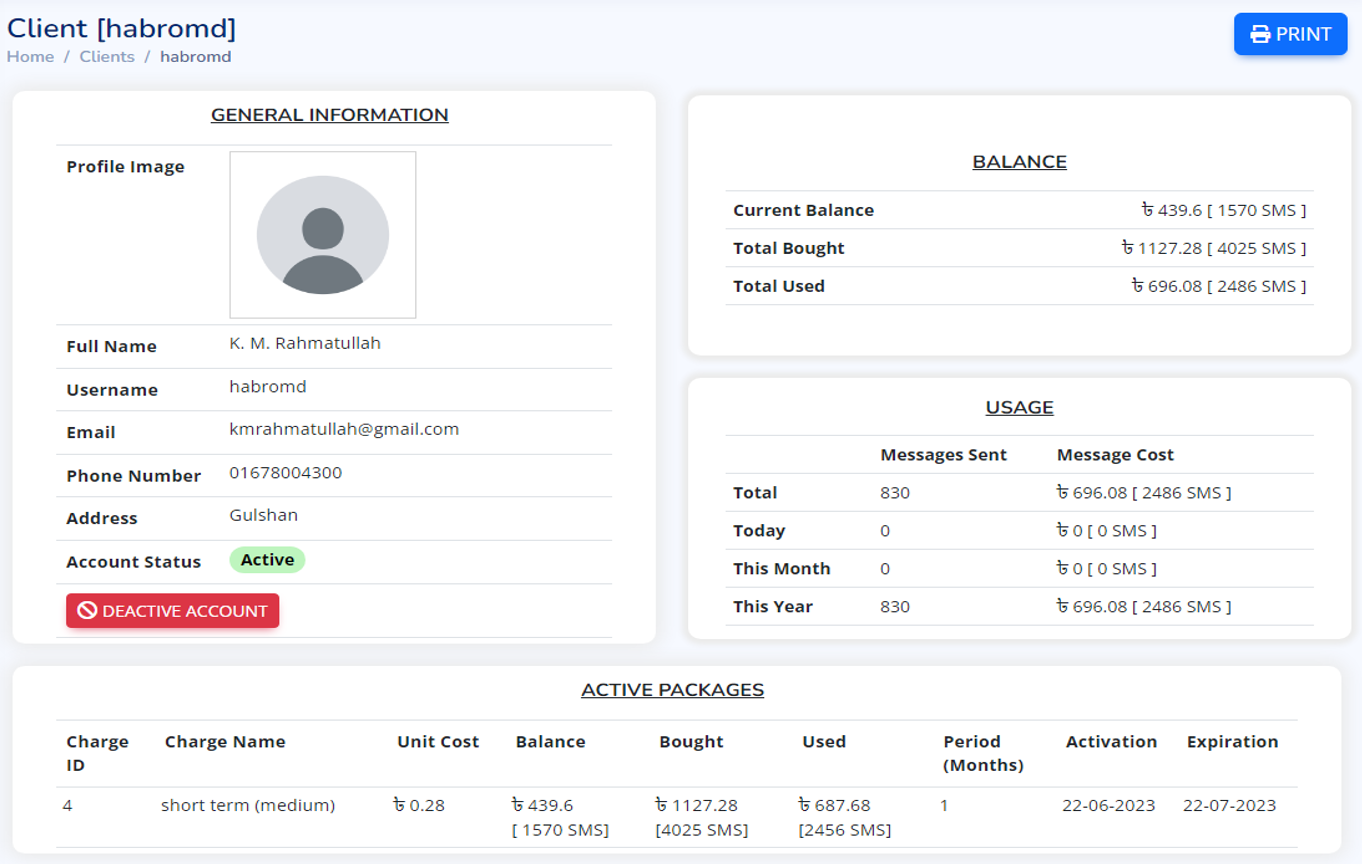 Client [habromd]
Home / Clients / habromd
PRINT
GENERAL INFORMATION
Profile Image
Full Name K. M. Rahmatullah
Username habromd
Email kmrahmatullah@gmail.com
Phone Number 01678004300
Address Gulshan
Account Status Active
DEACTIVE ACCOUNT
BALANCE
Current Balance ৳ 439.6 [ 1570 SMS ]
Total Bought ৳ 1127.28 [ 4025 SMS ]
Total Used ৳ 696.08 [ 2486 SMS ]
USAGE
Messages Sent Message Cost
Total 830 ৳ 696.08 [ 2486 SMS ]
Today 0 ৳ 0 [ 0 SMS ]
This Month 0 ৳ 0 [ 0 SMS ]
This Year 830 ৳ 696.08 [ 2486 SMS ]
ACTIVE PACKAGES
Charge Charge Name Unit Cost Balance Bought Used Period Activation Expiration
ID (Months)
4 short term (medium) ৳ 0.28 ৳ 439.6 ৳ 1127.28 ৳ 687.68 1 22-06-2023 22-07-2023
[ 1570 SMS] [4025 SMS] [2456 SMS]